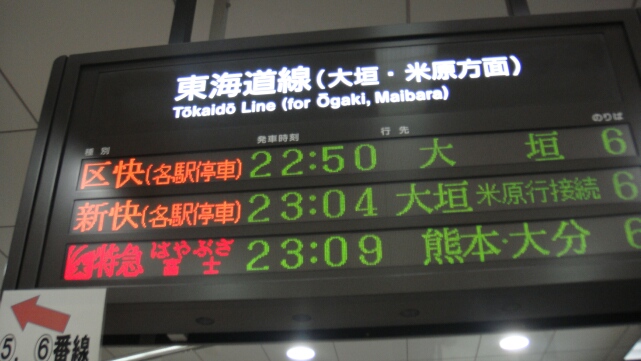 東海道線(大垣・米原方面)
Tōkaidō Line (for Ōgaki, Maibara)
種別 発車時刻 行先 のりば
区快(各駅停車) 22:50 大垣 6
新快(各駅停車) 23:04 大垣 米原行接続 6
特急 はやぶさ 富士 23:09 熊本・大分 6
5, 6番線